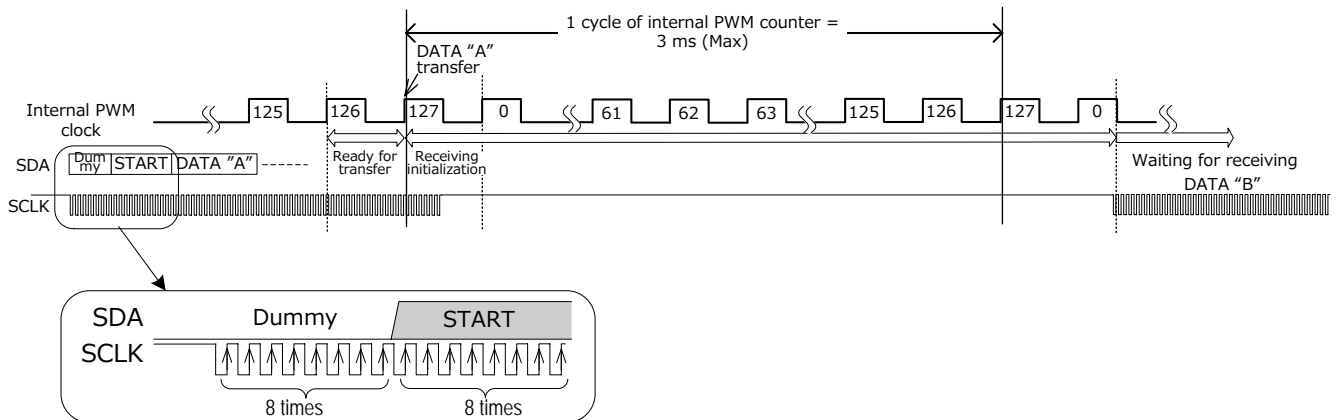 1 cycle of internal PWM counter =
3 ms (Max)
DATA “A”
transfer
Internal PWM
clock
125
126
127
0
61
62
63
125
126
127
0
Ready for
transfer
Receiving
initialization
Waiting for receiving
DATA “B”
SDA
Dum
my
START
DATA “A”
SCLK
SDA
Dummy
START
SCLK
8 times
8 times